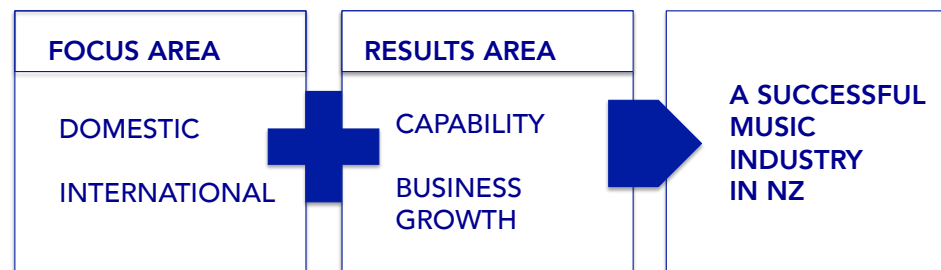 FOCUS AREA
DOMESTIC
INTERNATIONAL
RESULTS AREA
CAPABILITY
BUSINESS
GROWTH
A SUCCESSFUL
MUSIC
INDUSTRY
IN NZ